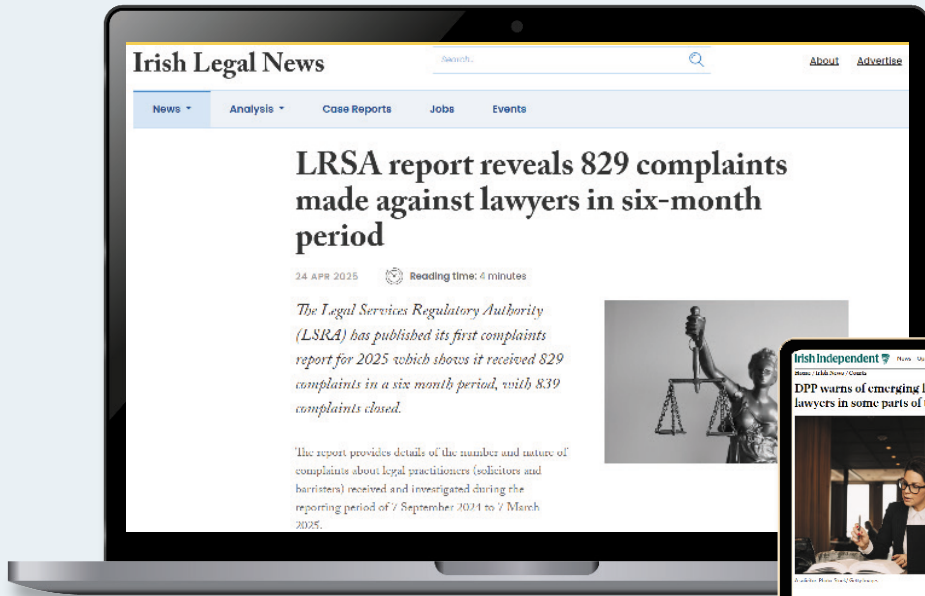 Irish Legal News
Search...
About Advertise
News Analysis Case Reports Jobs Events
LRSA report reveals 829 complaints
made against lawyers in six-month
period
24 APR 2025 Reading time: 4 minutes
The Legal Services Regulatory Authority
(LSRA) has published its first complaints
report for 2025 which shows it received 829
complaints in a six month period, with 839
complaints closed.
The report provides details of the number and nature of
complaints about legal practitioners (solicitors and
barristers) received and investigated during the
reporting period of 7 September 2024 to 7 March
2025.
Irish Independent News
Home / Irish News / Courts
DPP warns of emerging
lawyers in some parts of